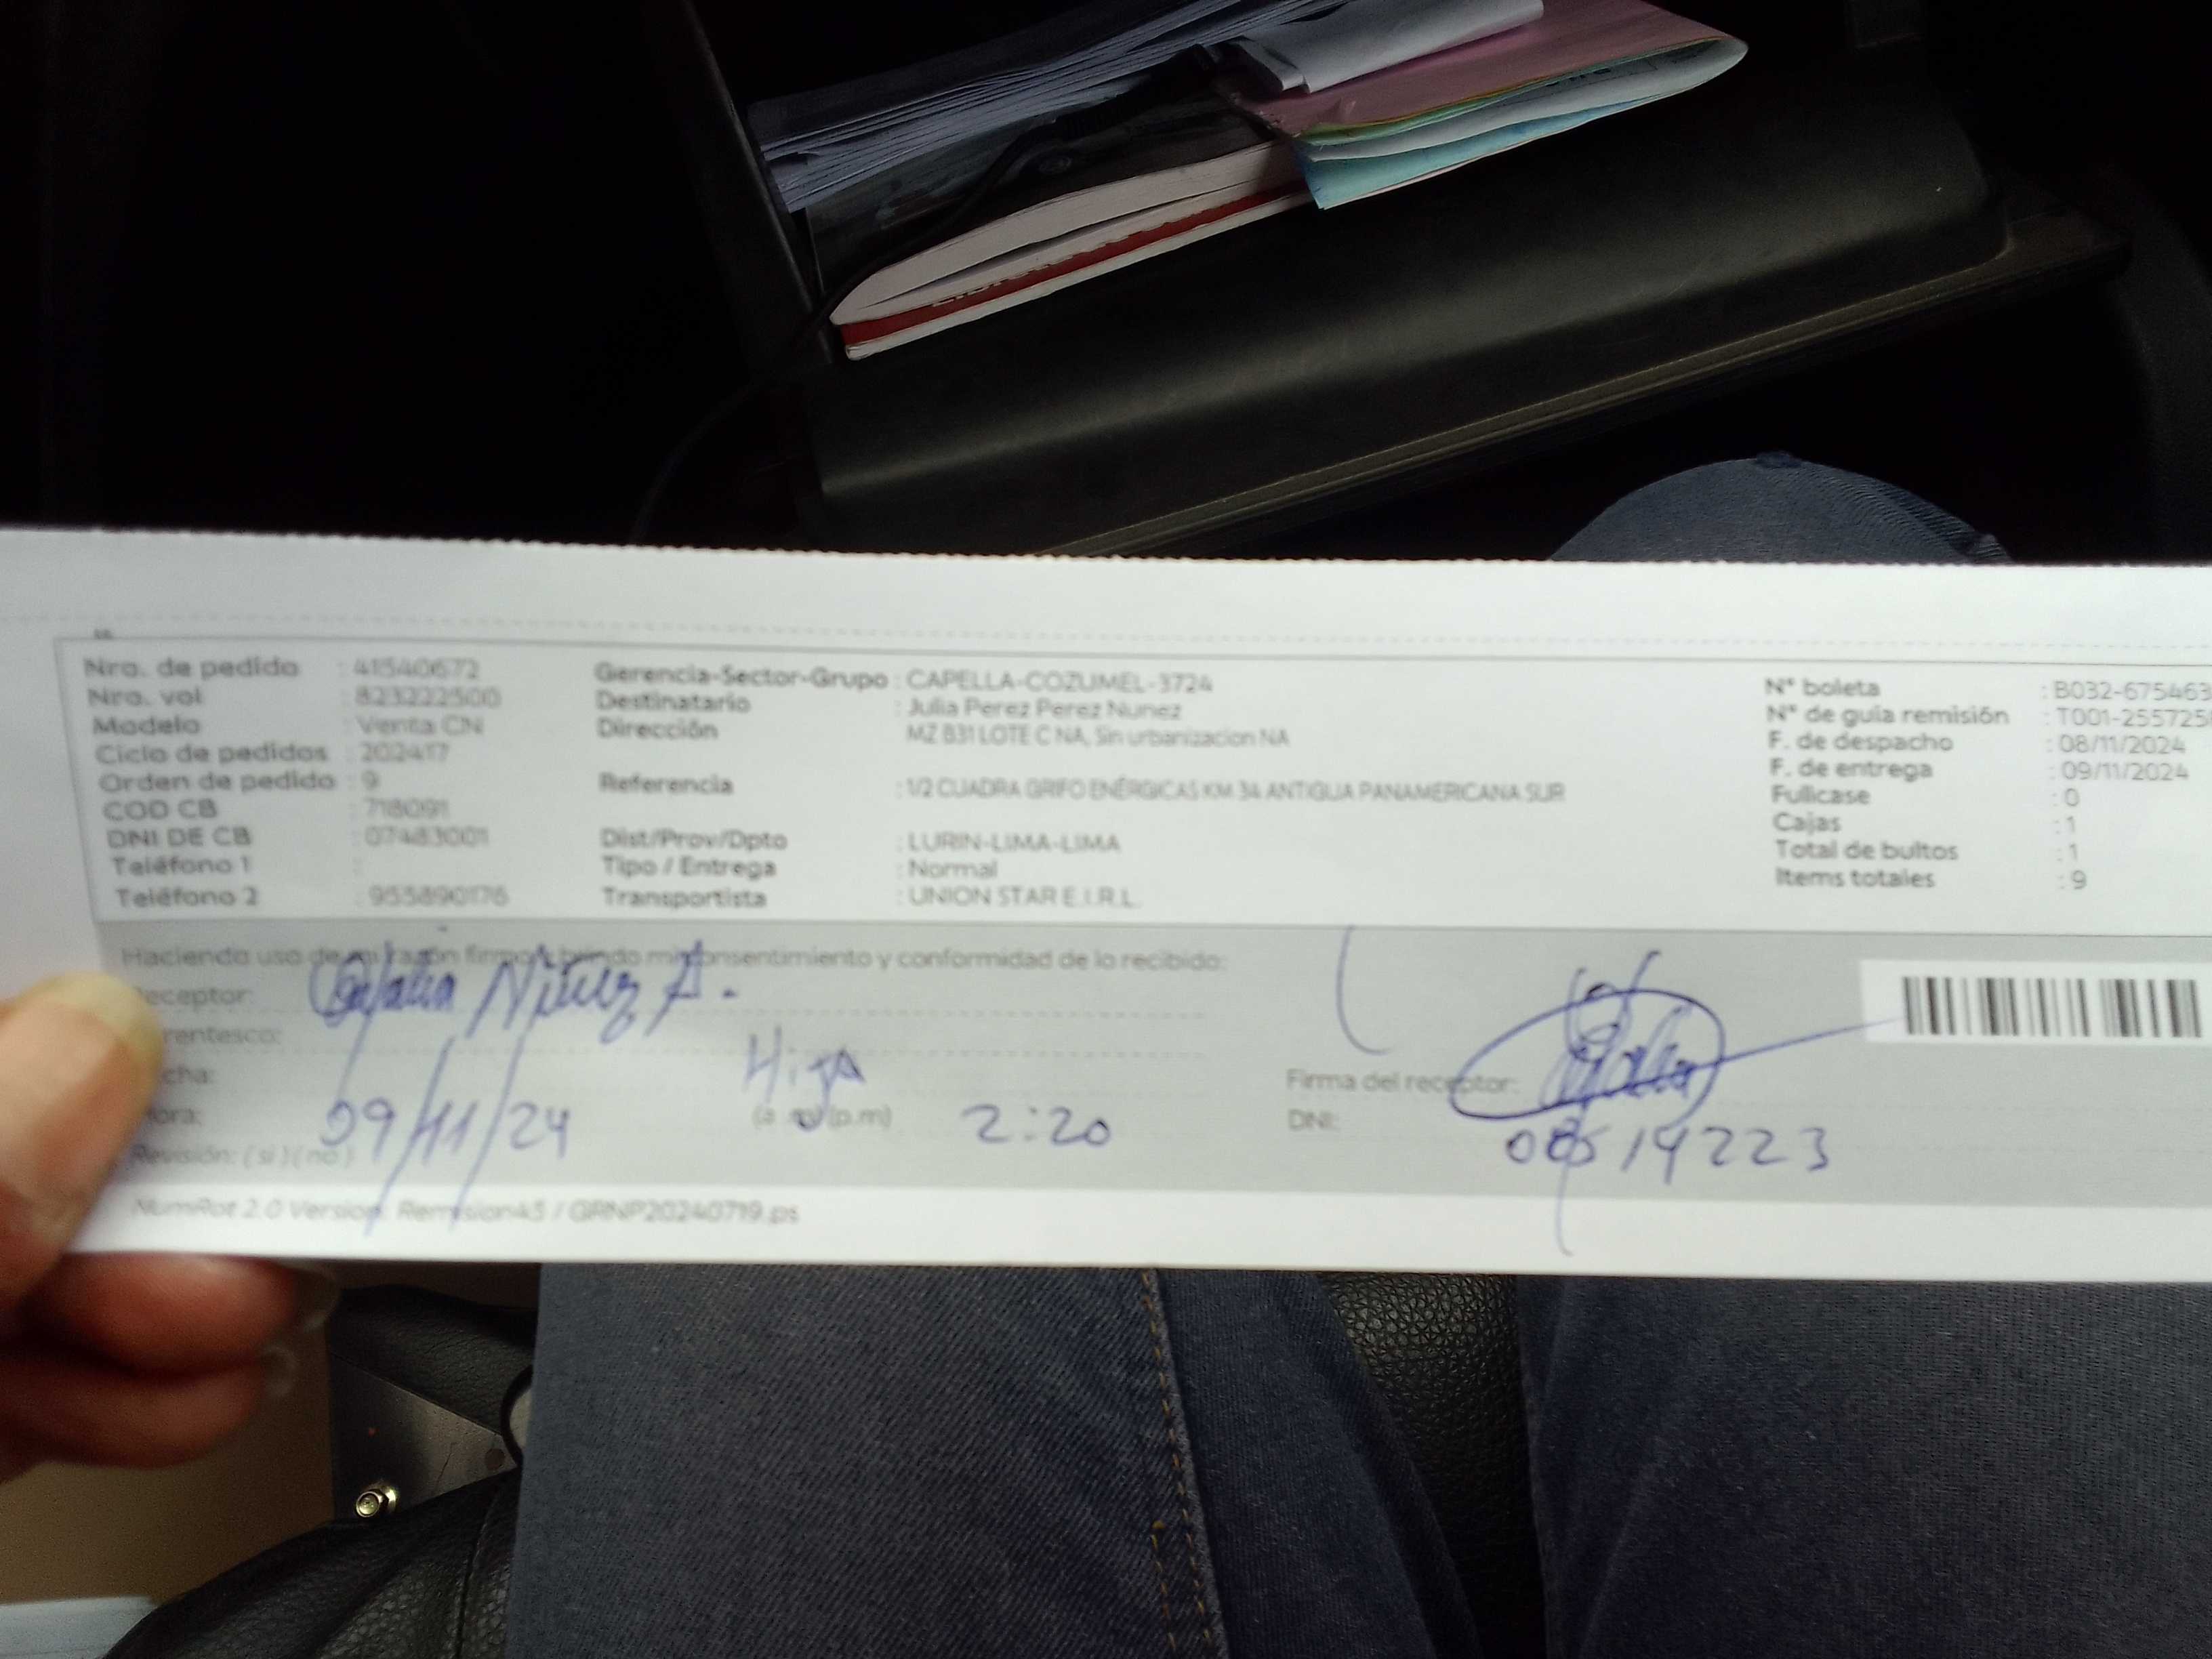 Nro. de pedido : 41540672
Nro. vol : 823222500
Modelo : Venta CN
Ciclo de pedidos : 202417
Orden de pedido : 9
COD CB : 718091
DNI DE CB : 07483001
Teléfono 1 :
Teléfono 2 : 955890176
Gerencia-Sector-Grupo : CAPELLA-COZUMEL-3724
Destinatario : Julia Perez Perez Nunez
Dirección MZ B31 LOTE C NA, Sin urbanizacion NA
Referencia : 1/2 CUADRA GRIFO ENÉRGICAS KM 34 ANTIGUA PANAMERICANA SUR
Dist/Prov/Dpto : LURIN-LIMA-LIMA
Tipo / Entrega : Normal
Transportista : UNION STAR E.I.R.L.
N° boleta : B032-675463
N° de guía remisión : T001-255725
F. de despacho : 08/11/2024
F. de entrega : 09/11/2024
Fullcase : 0
Cajas : 1
Total de bultos : 1
Items totales : 9
Haciendo uso de mi razón firmo y brindo mi consentimiento y conformidad de lo recibido:
eceptor: Núñez A.
rentesco: Hija
cha: 09/11/24
ora: (a.m) (p.m) 2:20
Revisión: ( si ) ( no )
Firma del receptor:
DNI: 14223
NumRot 2.0 Version: Remision45 / GRNP20240719.ps